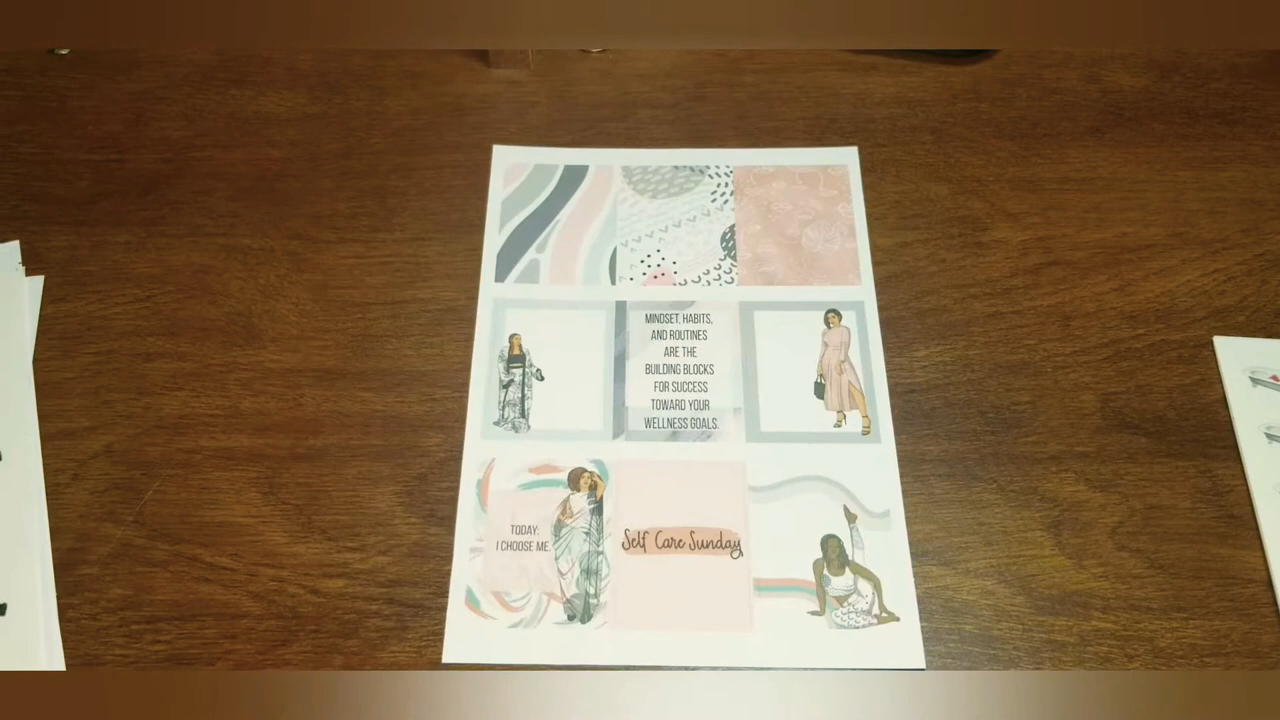 MINDSET, HABITS,
AND ROUTINES
ARE THE
BUILDING BLOCKS
FOR SUCCESS
TOWARD YOUR
WELLNESS GOALS.
TODAY:
I CHOOSE ME.
Self Care Sunday